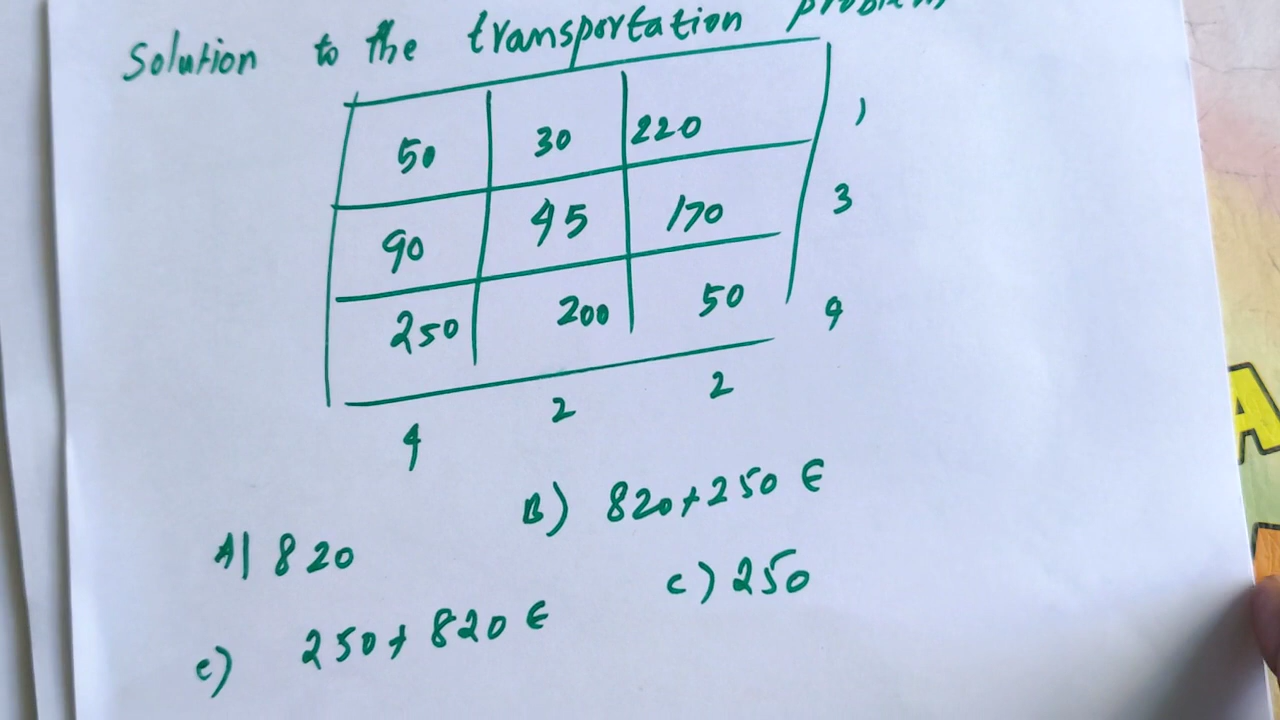 Solution to the transportation problem
50 30 220 1
90 45 170 3
250 200 50 4
4 2 2
A) 820
B) 820+250 €
c) 250
e) 250+820 €
A